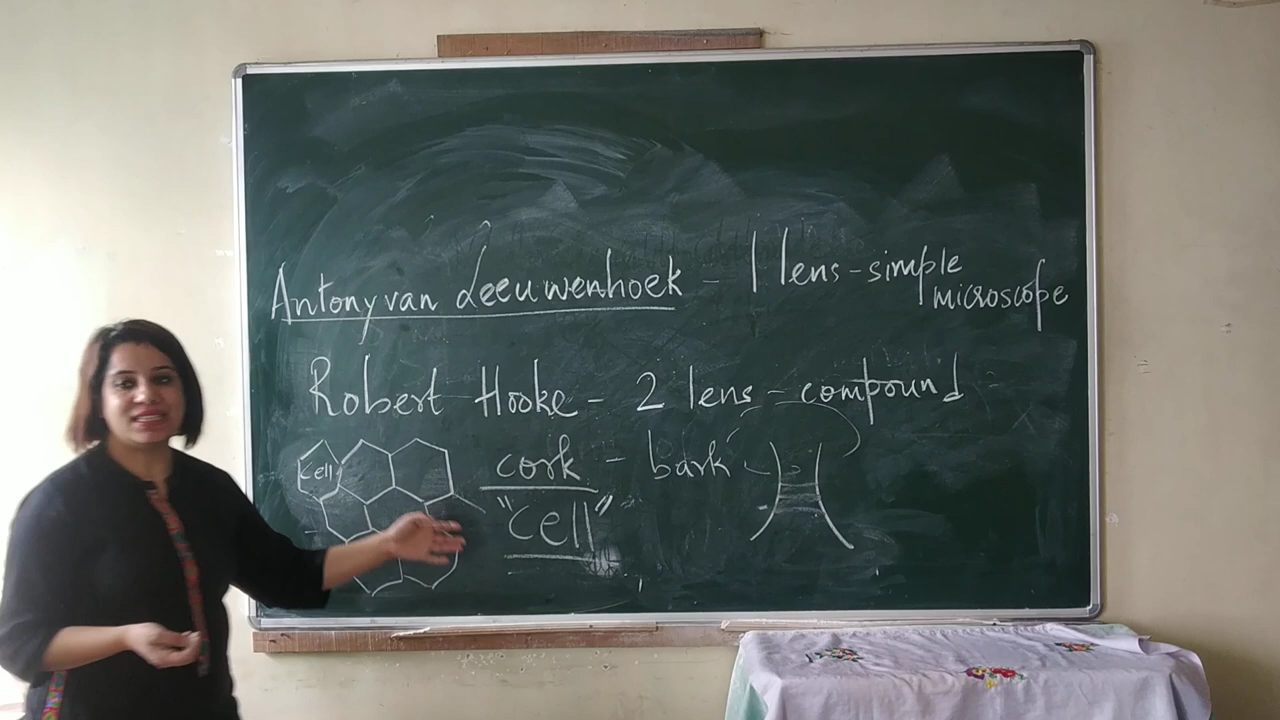 Antony van Leeuwenhoek - 1 lens - simple
microscope
Robert Hooke - 2 lens - compound
cell
cork - bark
"cell"